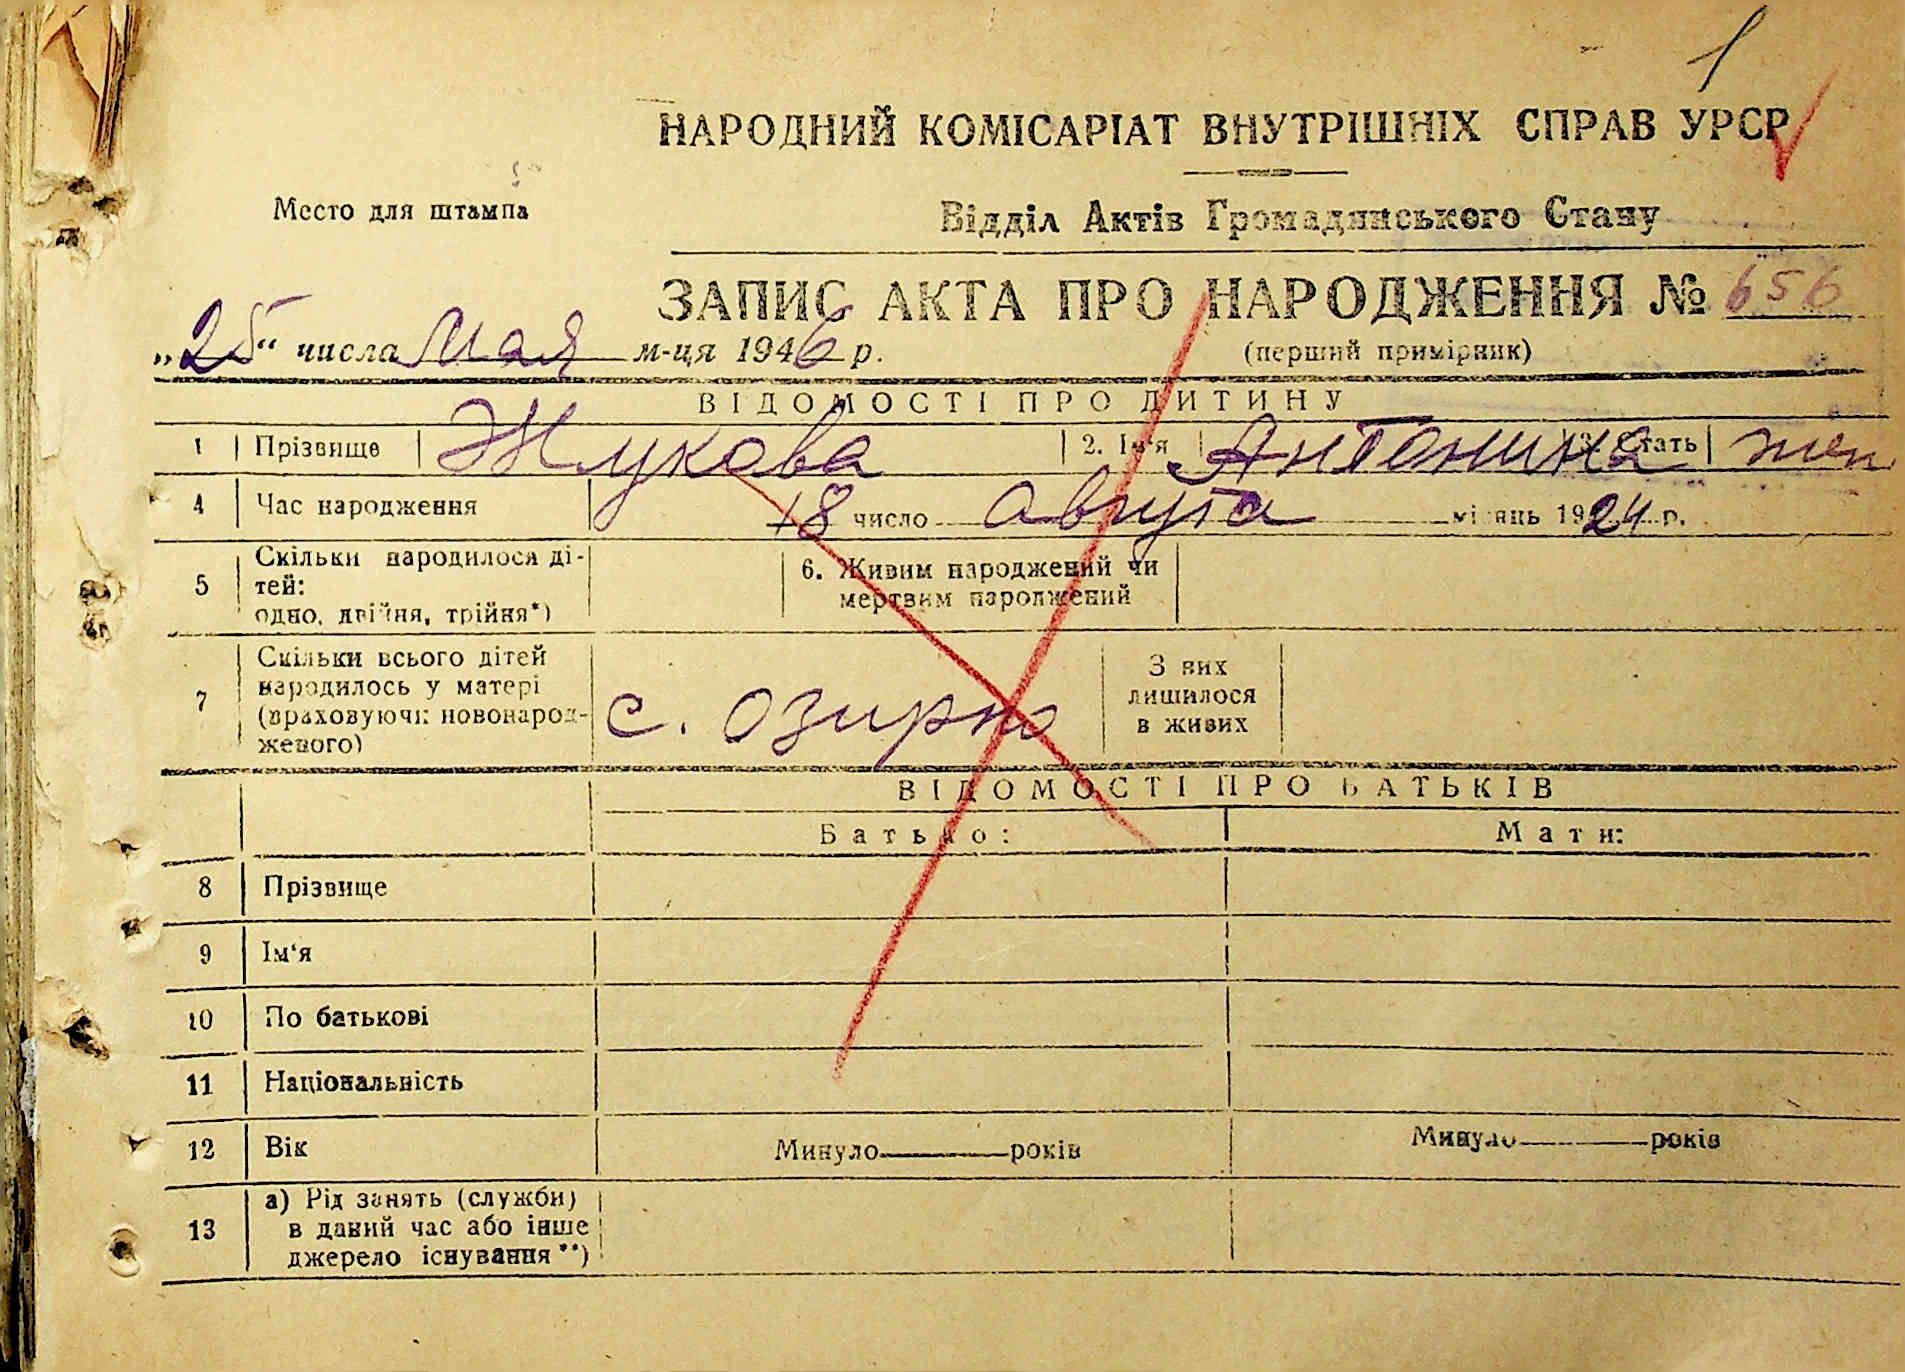 1
НАРОДНИЙ КОМІСАРІАТ ВНУТРІШНІХ СПРАВ УРСР
Место для штампа
Відділ Актів Громадянського Стану
ЗАПИС АКТА ПРО НАРОДЖЕННЯ № 656
„25“ числа Мая м-ця 1946 р.
(перший примірник)
ВІДОМОСТІ ПРО ДИТИНУ
1 Прізвище Жукова 2. Ім‘я Антонина 3. Стать жен
4 Час народження 18 число августа місяць 1924 р.
5 Скільки народилося ді-
тей:
одно, двійня, трійня*)
6. Живим народжений чи
мертвим народжений
7 Скільки всього дітей
народилось у матері
(враховуючи новонарод-
женого)
с. Озирно
З них
лишилося
в живих
ВІДОМОСТІ ПРО БАТЬКІВ
Батько: Мати:
8 Прізвище
9 Ім‘я
10 По батькові
11 Національність
12 Вік Минуло років Минуло років
13 а) Рід занять (служби)
в даний час або інше
джерело існування**)